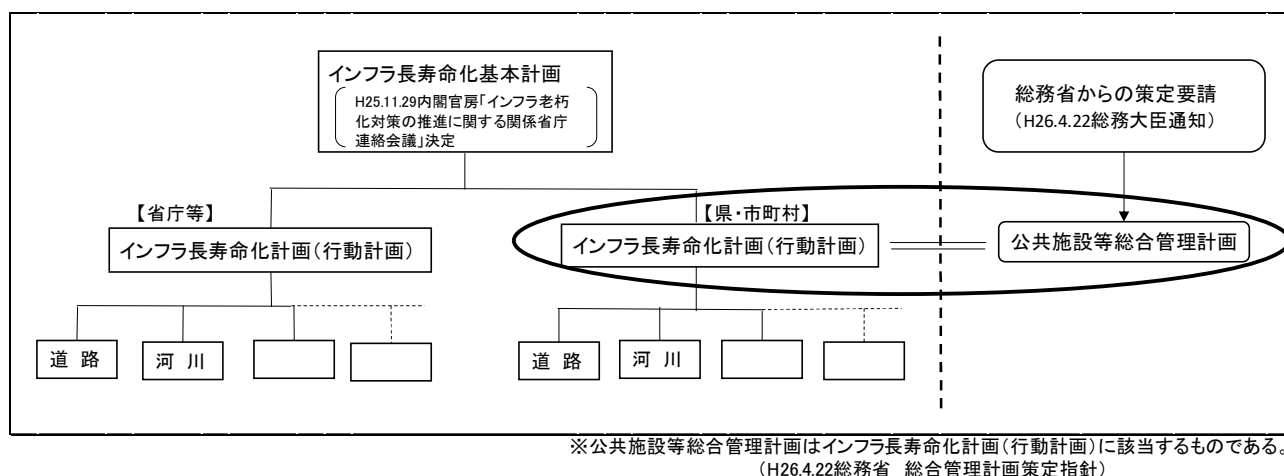 インフラ長寿命化基本計画
H25.11.29内閣官房「インフラ老朽
化対策の推進に関する関係省庁
連絡会議」決定
総務省からの策定要請
（H26.4.22総務大臣通知）
【省庁等】
インフラ長寿命化計画（行動計画）
【県・市町村】
インフラ長寿命化計画（行動計画）
公共施設等総合管理計画
道 路
河 川
道 路
河 川
※公共施設等総合管理計画はインフラ長寿命化計画（行動計画）に該当するものである。
（H26.4.22総務省 総合管理計画策定指針）